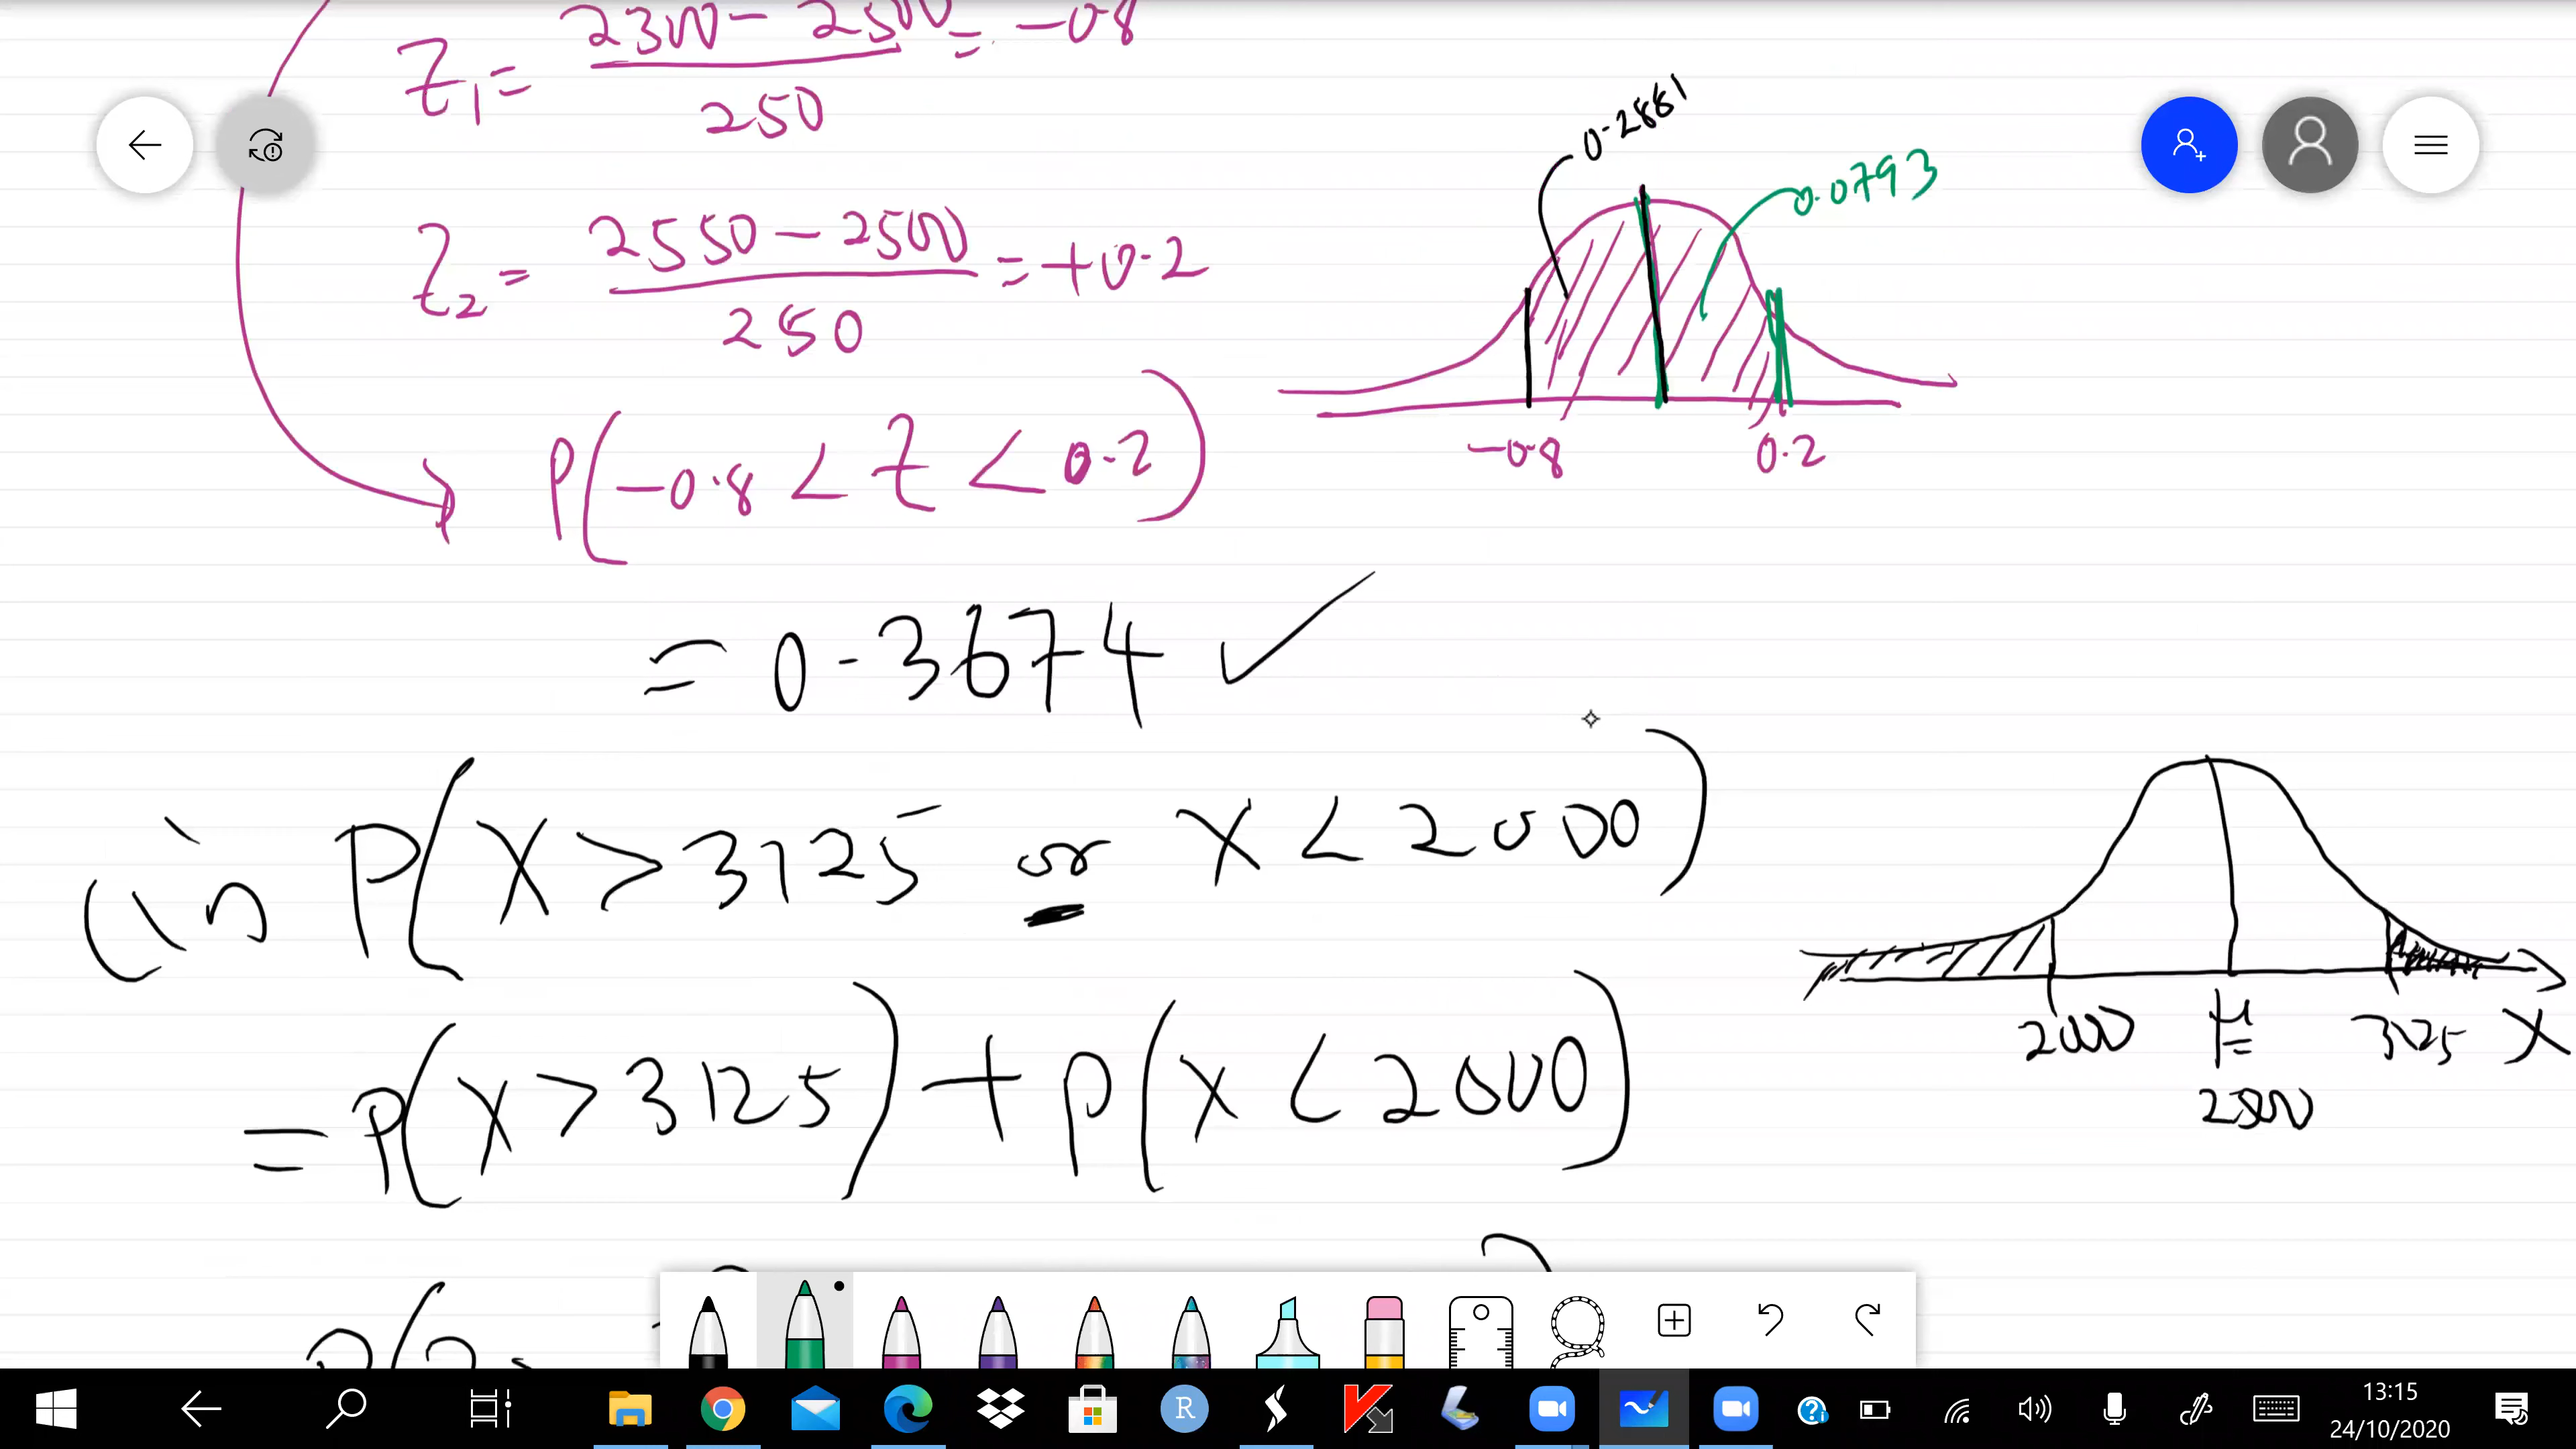 Z1 = 2300 - 2500 / 250 = -0.8
Z2 = 2550 - 2500 / 250 = +0.2
0.2881
0.0793
-0.8 0.2
P(-0.8 < Z < 0.2)
= 0.3674 ✓
P(X > 3125 or X < 2000)
= P(X > 3125) + P(X < 2000)
2000 μ = 2500 3125 X
R
13:15
24/10/2020